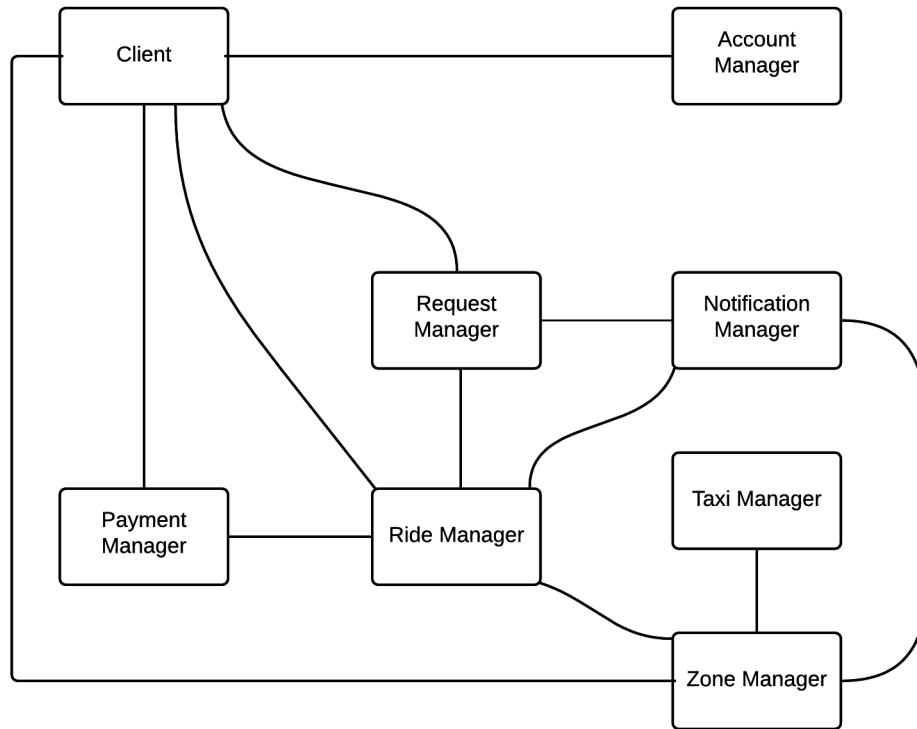 Client
Account
Manager
Request
Manager
Notification
Manager
Taxi Manager
Payment
Manager
Ride Manager
Zone Manager